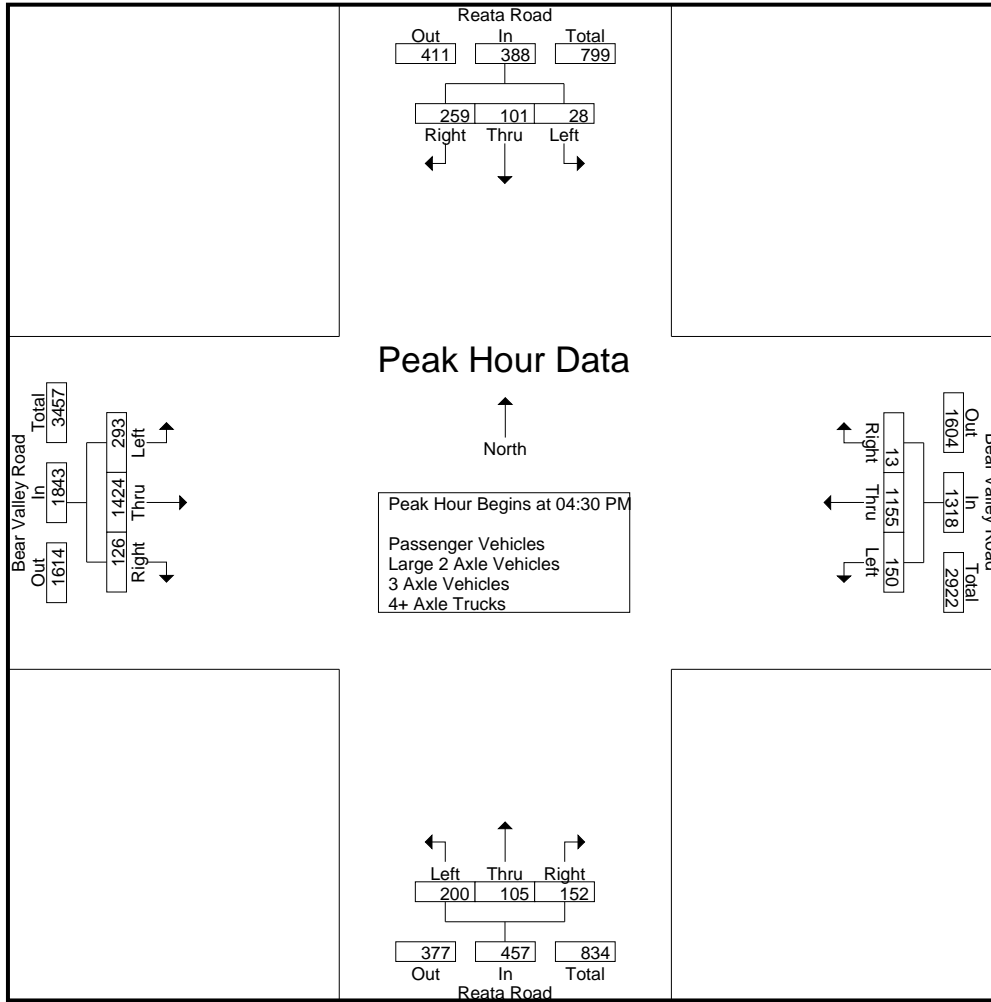 Reata Road
Out In Total
411 388 799
259 101 28
Right Thru Left
Peak Hour Data
North
Peak Hour Begins at 04:30 PM
Passenger Vehicles
Large 2 Axle Vehicles
3 Axle Vehicles
4+ Axle Trucks
Bear Valley Road
Out In Total
1614 1843 3457
126 1424 293
Right Thru Left
Bear Valley Road
Out In Total
1604 1318 2922
13 1155 150
Right Thru Left
Left Thru Right
200 105 152
377 457 834
Out In Total
Reata Road